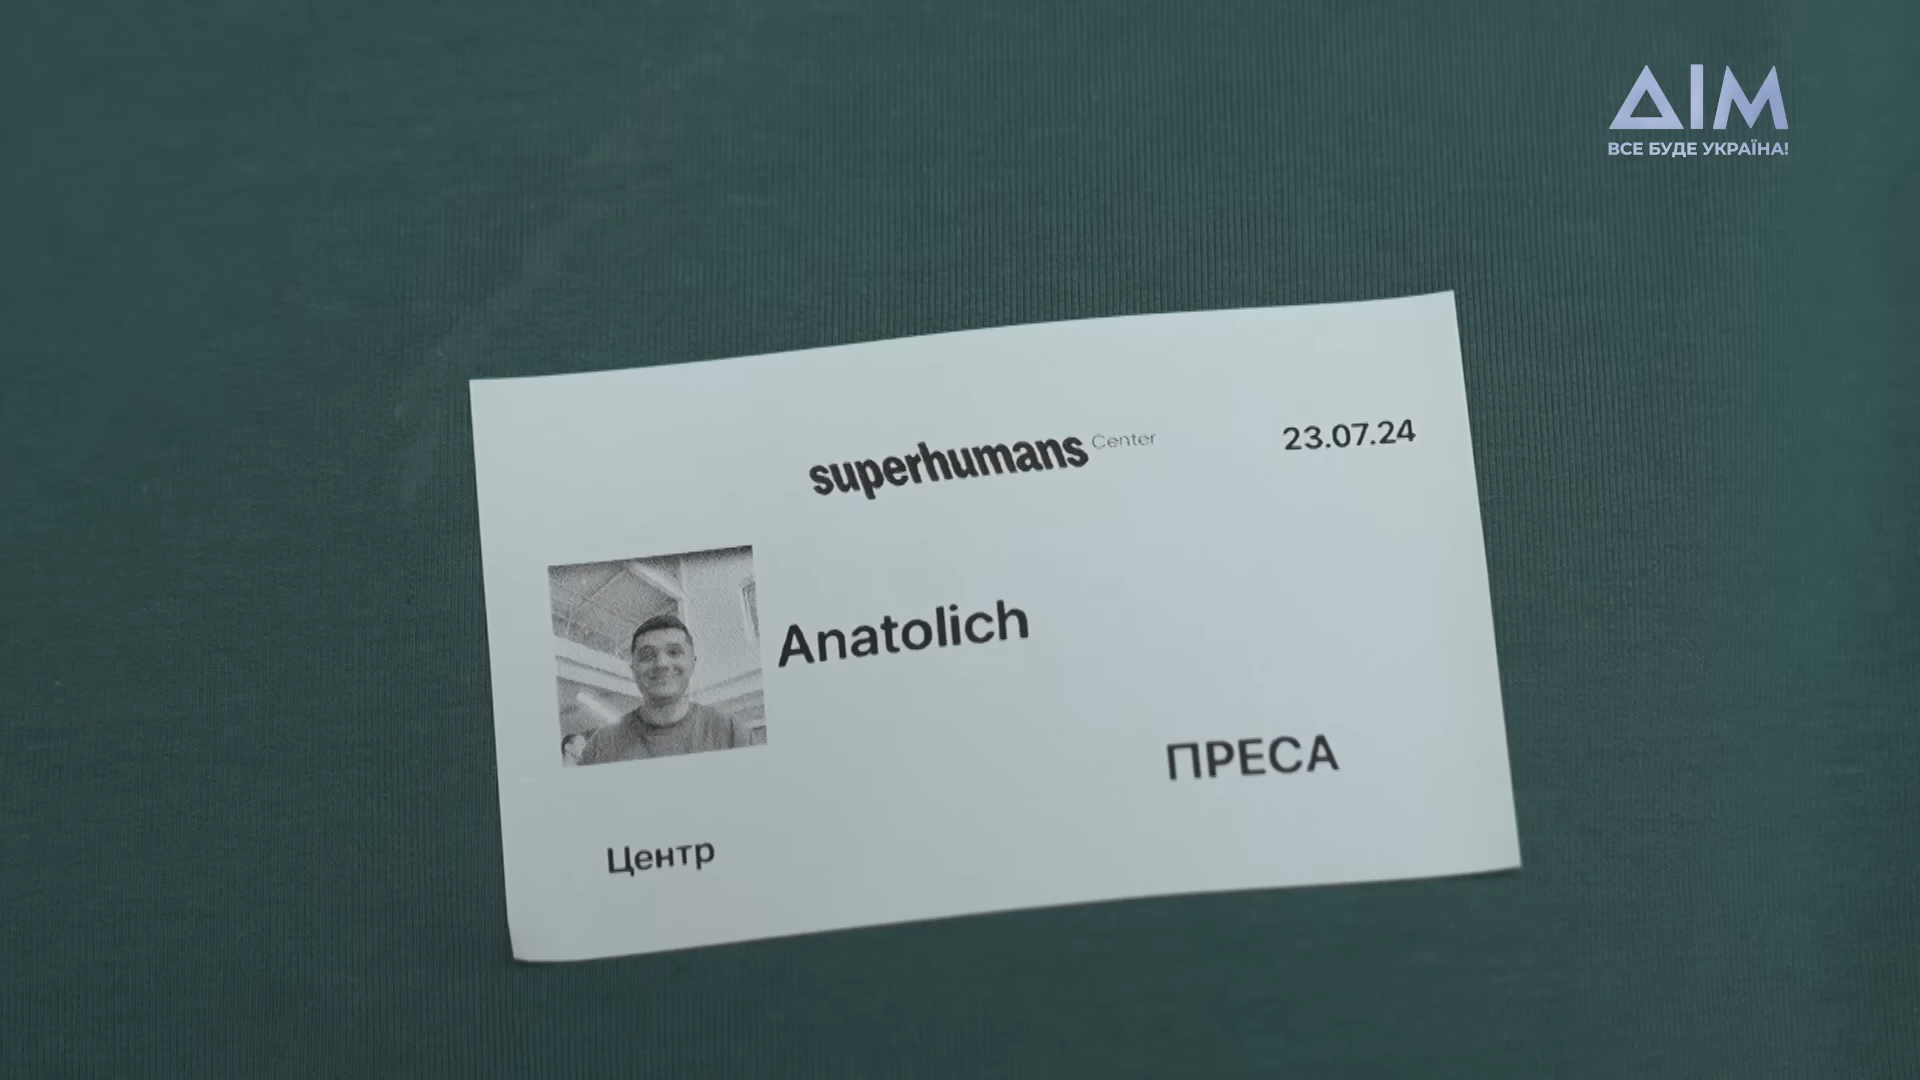 ДІМ
ВСЕ БУДЕ УКРАЇНА!
superhumans Center
23.07.24
Anatolich
ПРЕСА
Центр